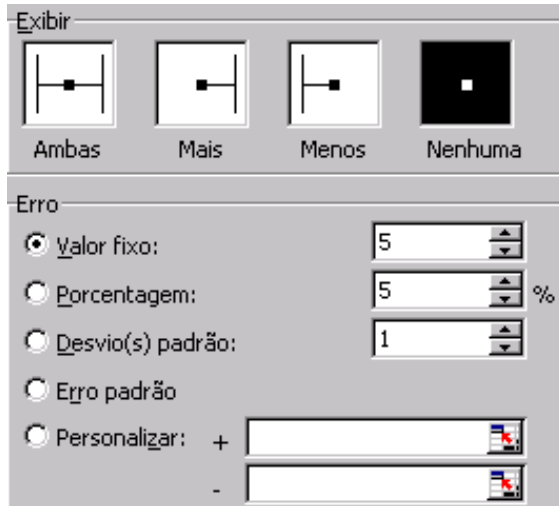 Exibir
Ambas Mais Menos Nenhuma
Erro
Valor fixo: 5
Porcentagem: 5 %
Desvio(s) padrão: 1
Erro padrão
Personalizar: +
-